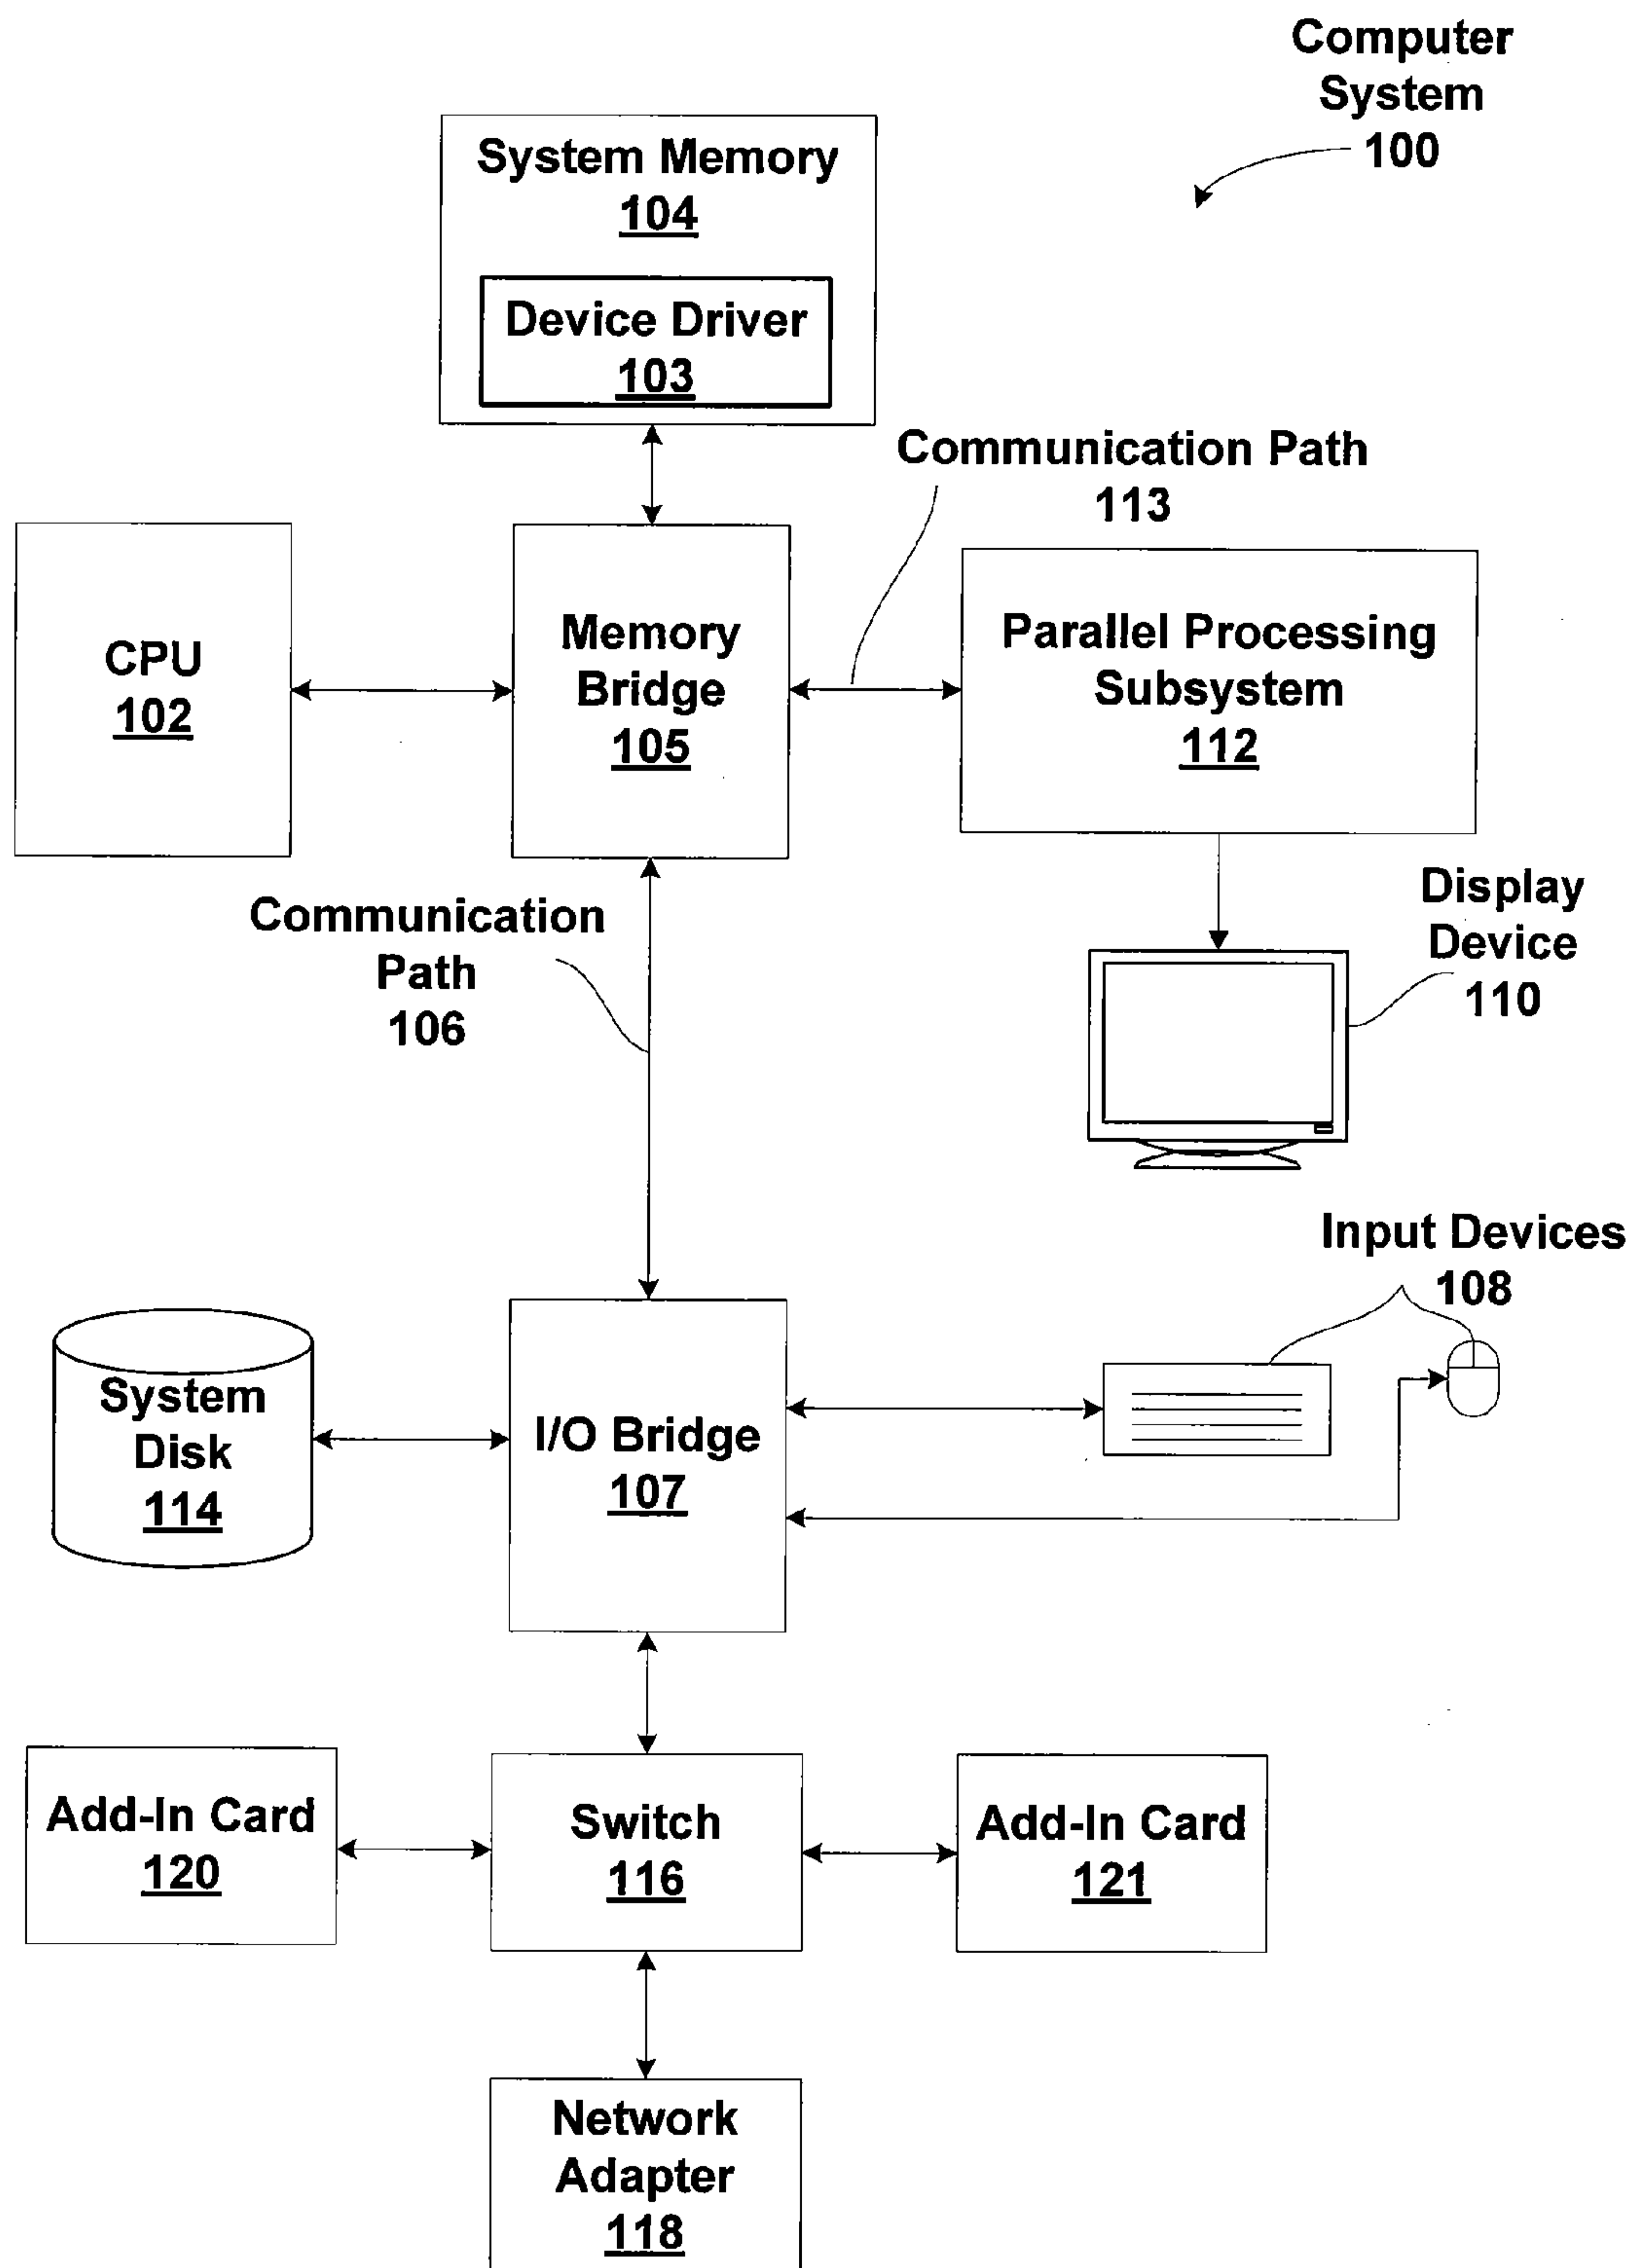 Computer
System
100
System Memory
104
Device Driver
103
Communication Path
113
CPU
102
Memory
Bridge
105
Parallel Processing
Subsystem
112
Communication
Path
106
Display
Device
110
Input Devices
108
System
Disk
114
I/O Bridge
107
Add-In Card
120
Switch
116
Add-In Card
121
Network
Adapter
118